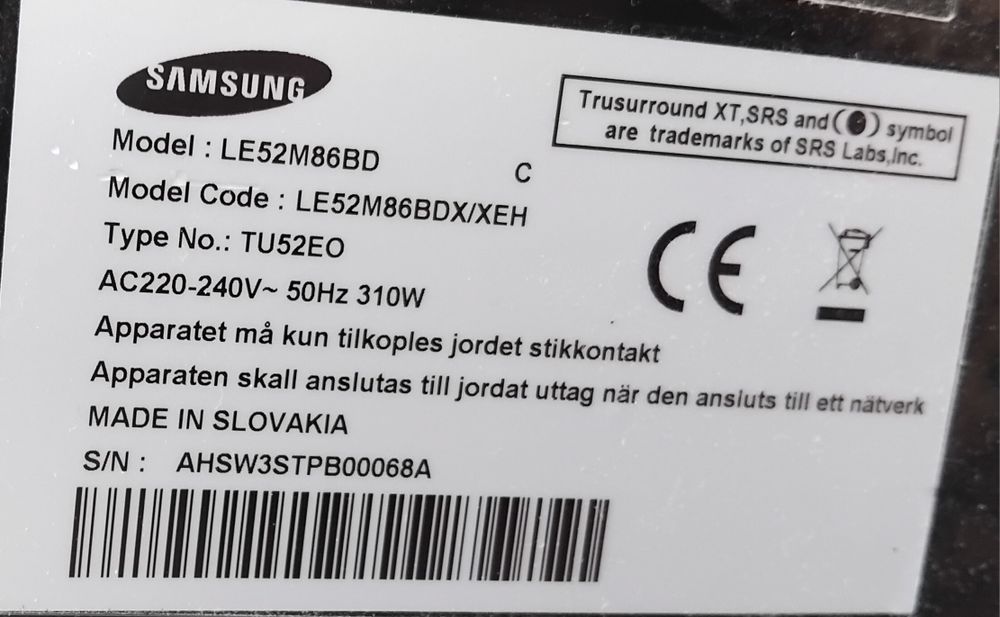 SAMSUNG
Trusurround XT,SRS and (●) symbol
are trademarks of SRS Labs,Inc.
Model : LE52M86BD
C
Model Code : LE52M86BDX/XEH
Type No.: TU52EO
AC220-240V~ 50Hz 310W
Apparatet må kun tilkoples jordet stikkontakt
Apparaten skall anslutas till jordat uttag när den ansluts till ett nätverk
MADE IN SLOVAKIA
S/N : AHSW3STPB00068A
CE